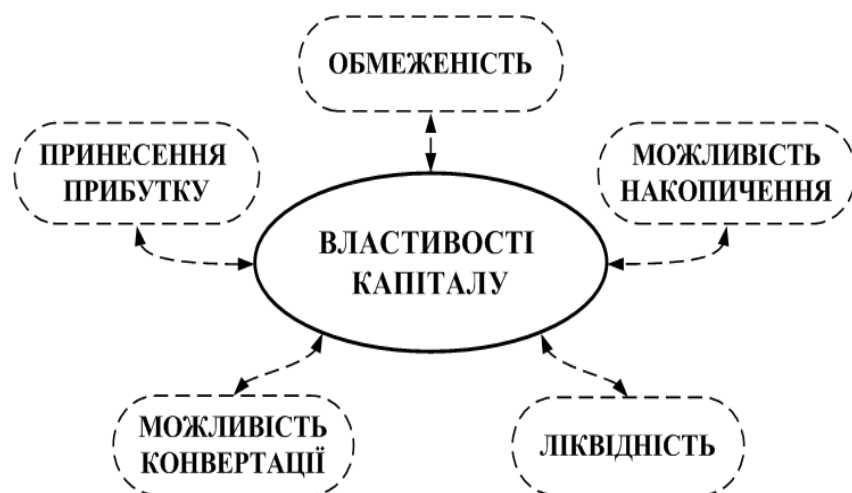 ОБМЕЖЕНІСТЬ
ПРИНЕСЕННЯ
ПРИБУТКУ
МОЖЛИВІСТЬ
НАКОПИЧЕННЯ
ВЛАСТИВОСТІ
КАПІТАЛУ
МОЖЛИВІСТЬ
КОНВЕРТАЦІЇ
ЛІКВІДНІСТЬ